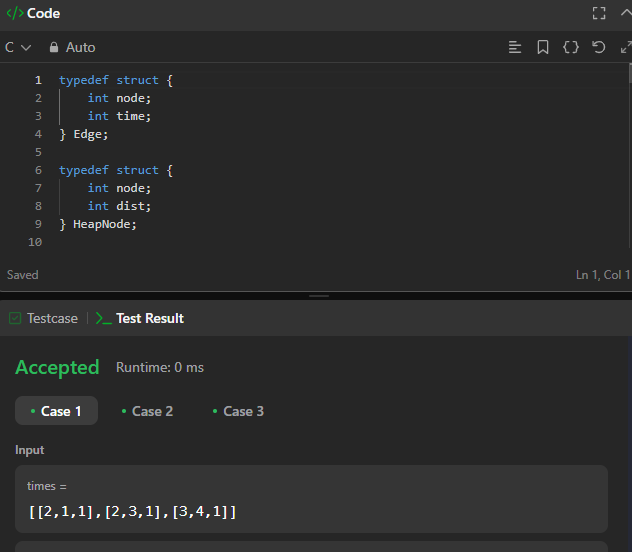 </> Code
C Auto
1 typedef struct {
2     int node;
3     int time;
4 } Edge;
5
6 typedef struct {
7     int node;
8     int dist;
9 } HeapNode;
10
Saved Ln 1, Col 1
Testcase | >_ Test Result
Accepted Runtime: 0 ms
• Case 1 • Case 2 • Case 3
Input
times =
[[2,1,1],[2,3,1],[3,4,1]]